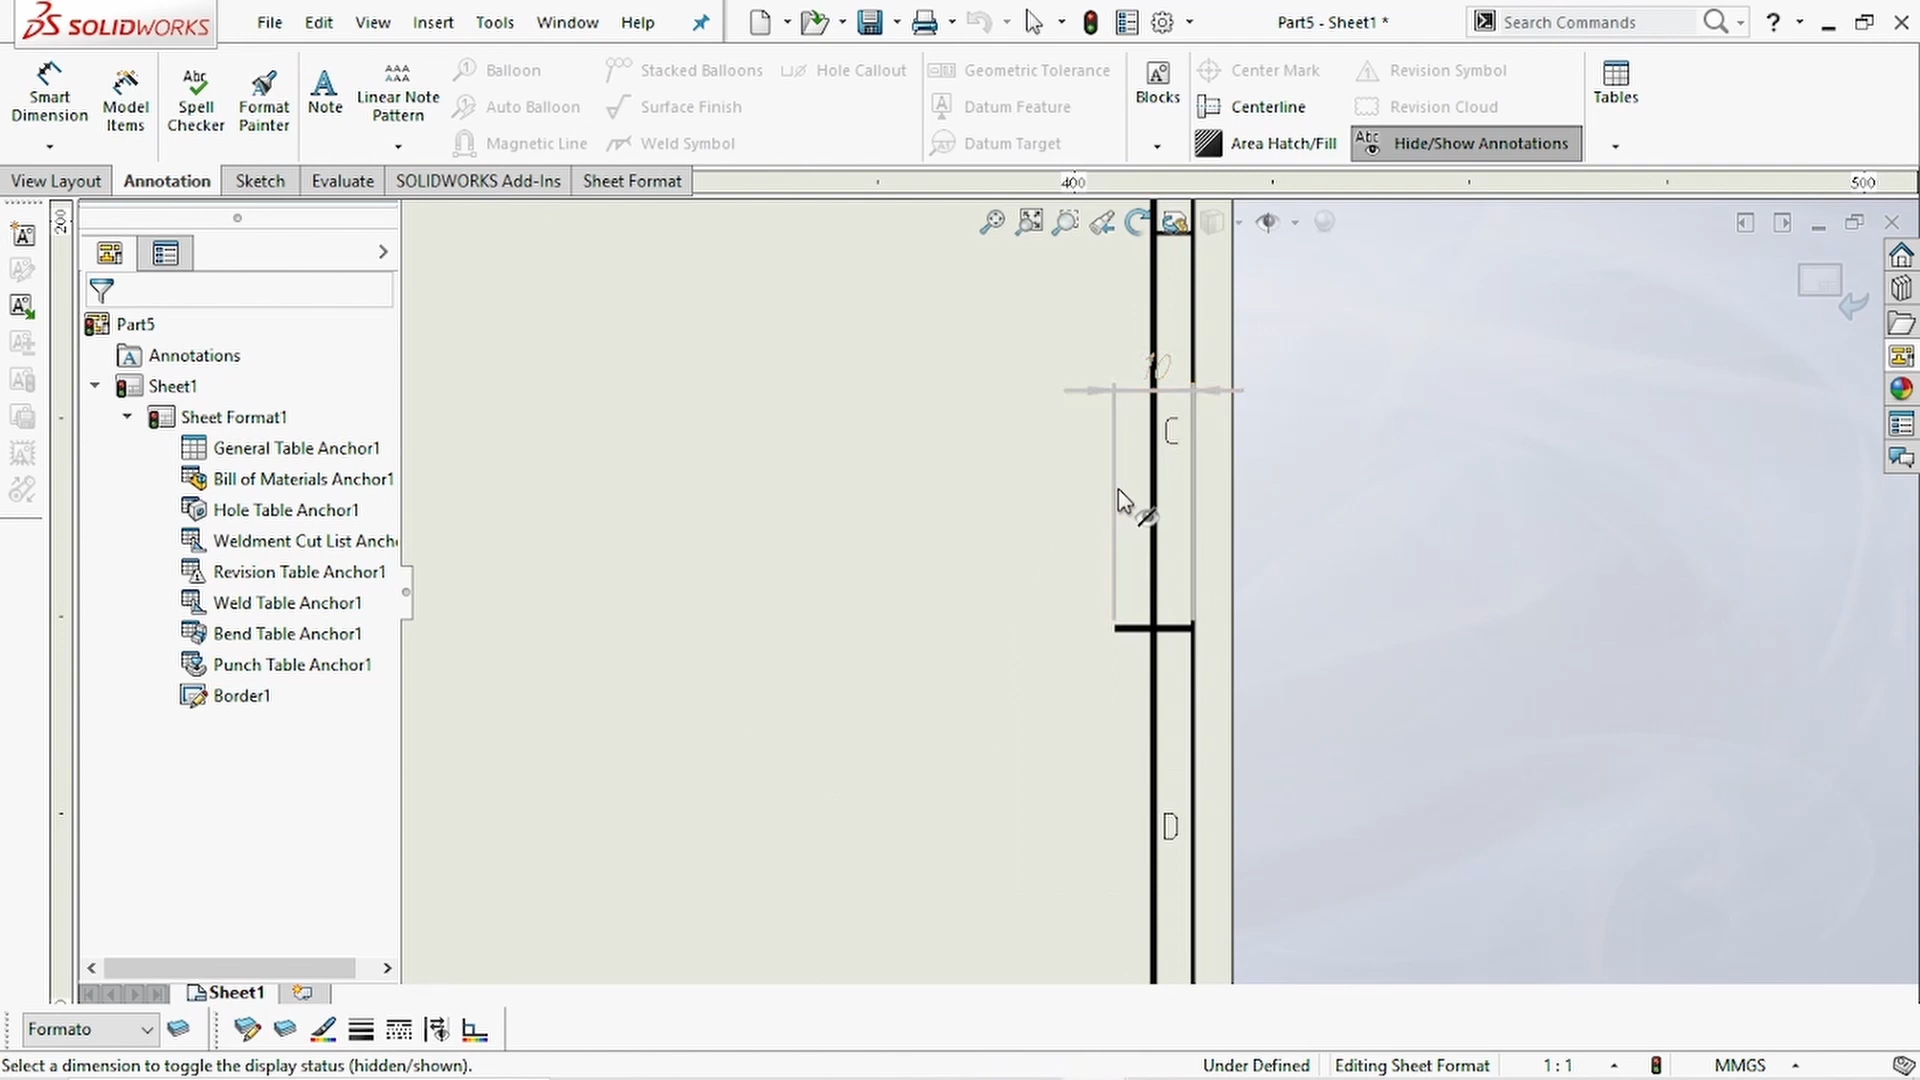 SOLIDWORKS File Edit View Insert Tools Window Help Part5 - Sheet1 * Search Commands ?
Smart Dimension
Model Items
Spell Checker
Format Painter
Note
Linear Note Pattern
Balloon
Auto Balloon
Magnetic Line
Stacked Balloons
Surface Finish
Weld Symbol
Hole Callout
Geometric Tolerance
Datum Feature
Datum Target
Blocks
Center Mark
Centerline
Area Hatch/Fill
Revision Symbol
Revision Cloud
Hide/Show Annotations
Tables
View Layout Annotation Sketch Evaluate SOLIDWORKS Add-Ins Sheet Format
400 500
200
Part5
Annotations
Sheet1
Sheet Format1
General Table Anchor1
Bill of Materials Anchor1
Hole Table Anchor1
Weldment Cut List Anch
Revision Table Anchor1
Weld Table Anchor1
Bend Table Anchor1
Punch Table Anchor1
Border1
10
C
D
Sheet1
Formato
Select a dimension to toggle the display status (hidden/shown). Under Defined Editing Sheet Format 1 : 1 MMGS